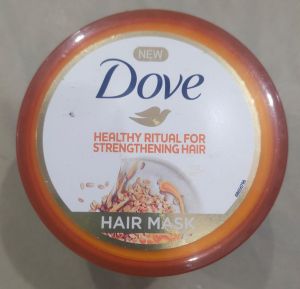 NEW
Dove
HEALTHY RITUAL FOR
STRENGTHENING HAIR
HAIR MASK